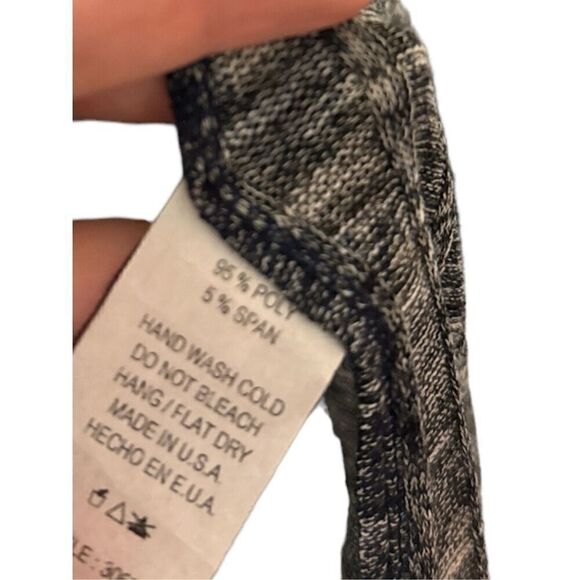 95 % POLY
5 % SPAN
HAND WASH COLD
DO NOT BLEACH
HANG / FLAT DRY
MADE IN U.S.A.
HECHO EN E.U.A.